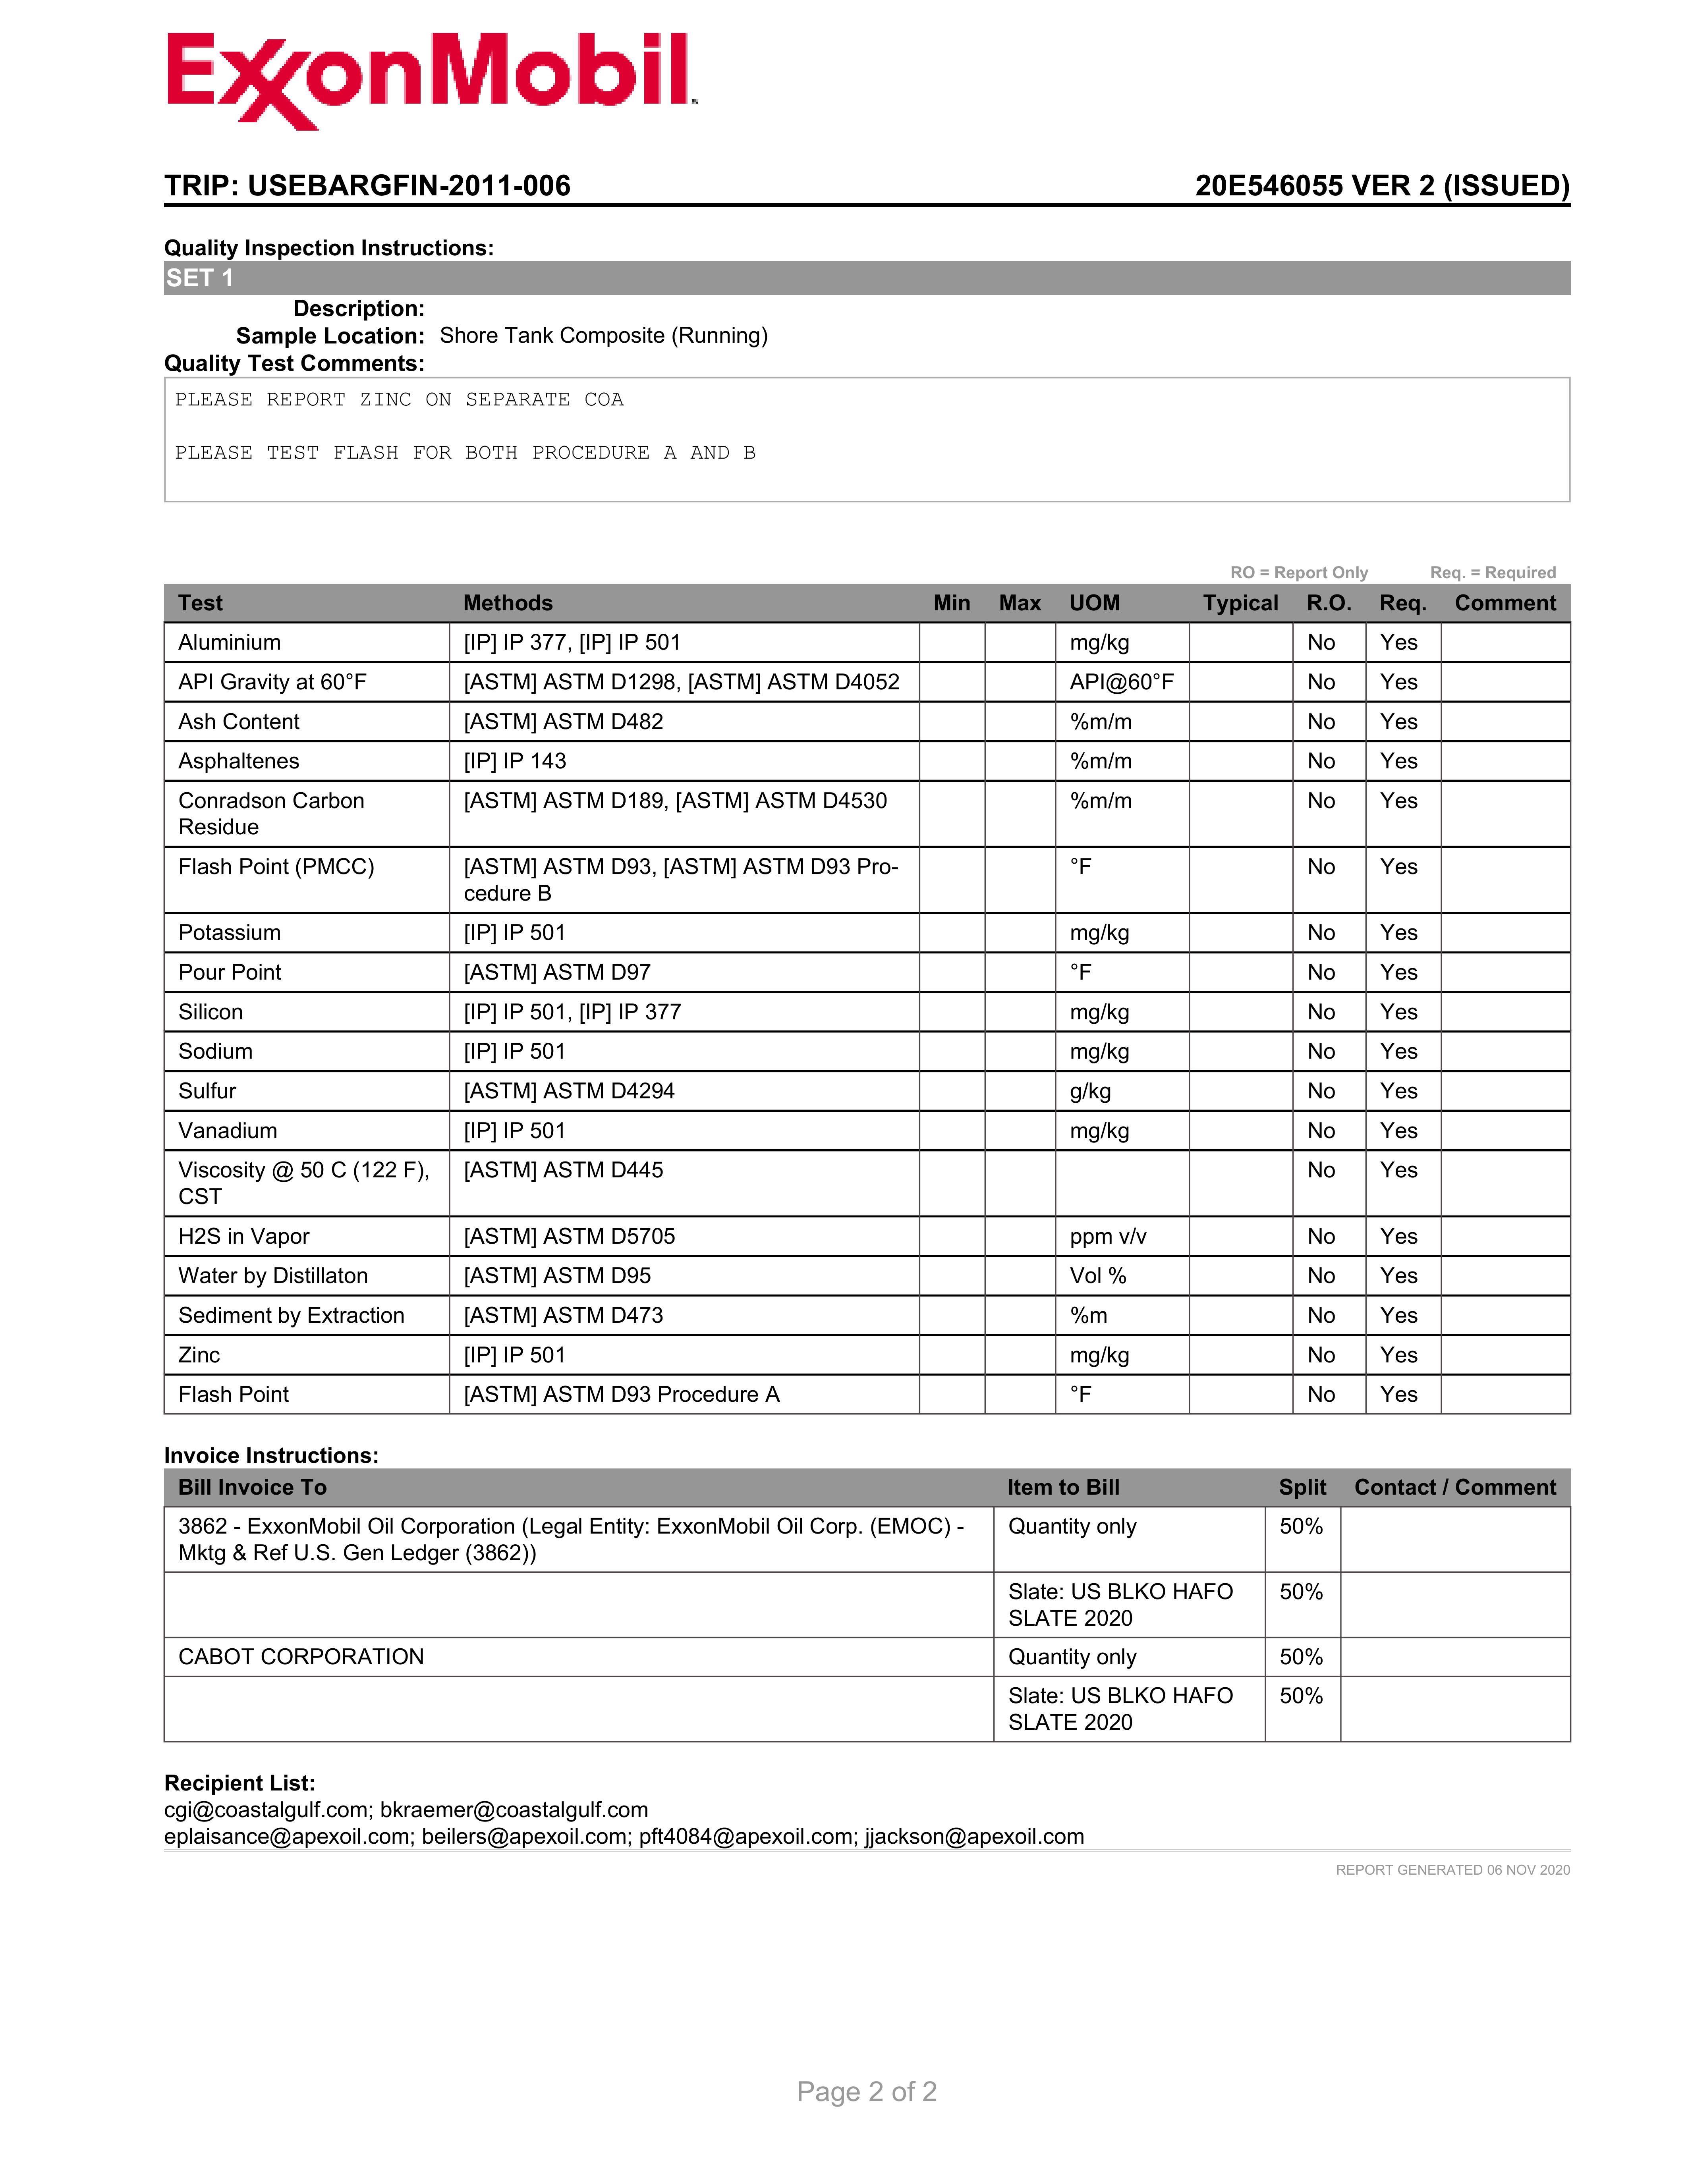 ExxonMobil
TRIP: USEBARGFIN-2011-006 20E546055 VER 2 (ISSUED)
Quality Inspection Instructions:
SET 1
Description:
Sample Location: Shore Tank Composite (Running)
Quality Test Comments:
PLEASE REPORT ZINC ON SEPARATE COA
PLEASE TEST FLASH FOR BOTH PROCEDURE A AND B
RO = Report Only Req. = Required
Test Methods Min Max UOM Typical R.O. Req. Comment
Aluminium [IP] IP 377, [IP] IP 501 mg/kg No Yes
API Gravity at 60°F [ASTM] ASTM D1298, [ASTM] ASTM D4052 API@60°F No Yes
Ash Content [ASTM] ASTM D482 %m/m No Yes
Asphaltenes [IP] IP 143 %m/m No Yes
Conradson Carbon [ASTM] ASTM D189, [ASTM] ASTM D4530 %m/m No Yes
Residue
Flash Point (PMCC) [ASTM] ASTM D93, [ASTM] ASTM D93 Pro- °F No Yes
cedure B
Potassium [IP] IP 501 mg/kg No Yes
Pour Point [ASTM] ASTM D97 °F No Yes
Silicon [IP] IP 501, [IP] IP 377 mg/kg No Yes
Sodium [IP] IP 501 mg/kg No Yes
Sulfur [ASTM] ASTM D4294 g/kg No Yes
Vanadium [IP] IP 501 mg/kg No Yes
Viscosity @ 50 C (122 F), [ASTM] ASTM D445 No Yes
CST
H2S in Vapor [ASTM] ASTM D5705 ppm v/v No Yes
Water by Distillaton [ASTM] ASTM D95 Vol % No Yes
Sediment by Extraction [ASTM] ASTM D473 %m No Yes
Zinc [IP] IP 501 mg/kg No Yes
Flash Point [ASTM] ASTM D93 Procedure A °F No Yes
Invoice Instructions:
Bill Invoice To Item to Bill Split Contact / Comment
3862 - ExxonMobil Oil Corporation (Legal Entity: ExxonMobil Oil Corp. (EMOC) - Quantity only 50%
Mktg & Ref U.S. Gen Ledger (3862))
Slate: US BLKO HAFO 50%
SLATE 2020
CABOT CORPORATION Quantity only 50%
Slate: US BLKO HAFO 50%
SLATE 2020
Recipient List:
cgi@coastalgulf.com; bkraemer@coastalgulf.com
eplaisance@apexoil.com; beilers@apexoil.com; pft4084@apexoil.com; jjackson@apexoil.com
REPORT GENERATED 06 NOV 2020
Page 2 of 2